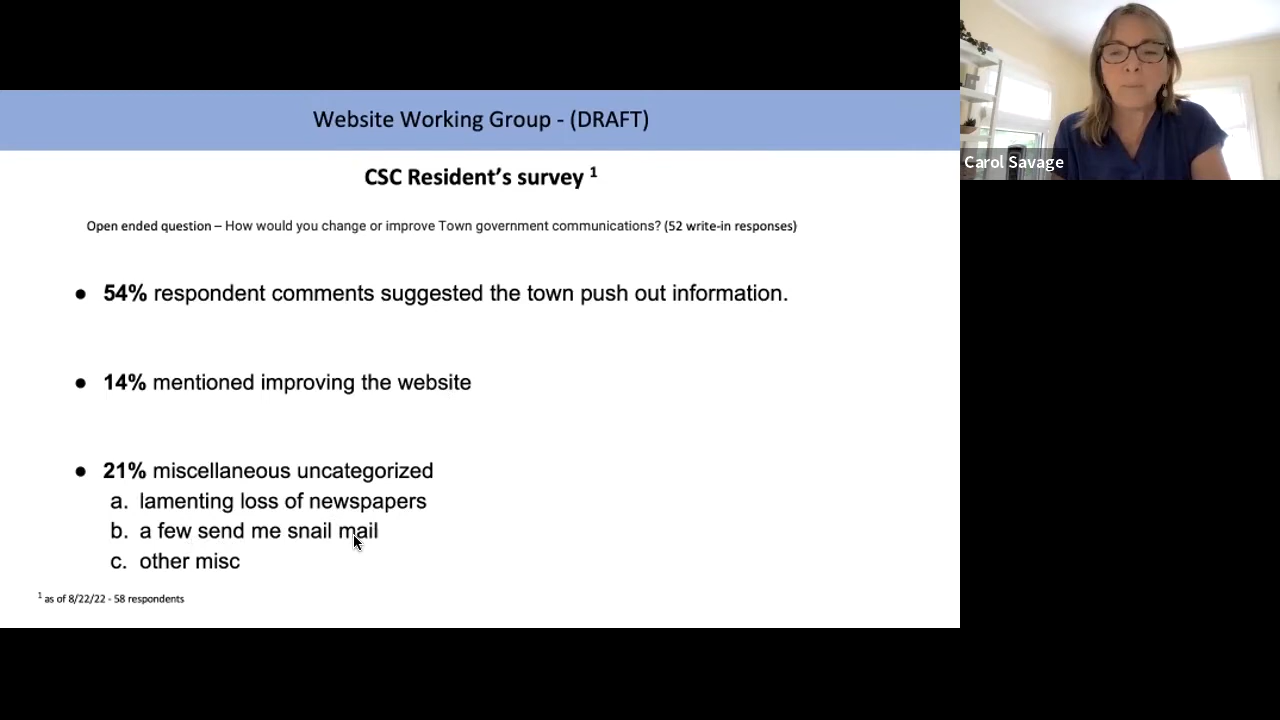 Website Working Group - (DRAFT)
CSC Resident's survey ¹
Open ended question – How would you change or improve Town government communications? (52 write-in responses)
● 54% respondent comments suggested the town push out information.
● 14% mentioned improving the website
● 21% miscellaneous uncategorized
a. lamenting loss of newspapers
b. a few send me snail mail
c. other misc
¹ as of 8/22/22 - 58 respondents
Carol Savage